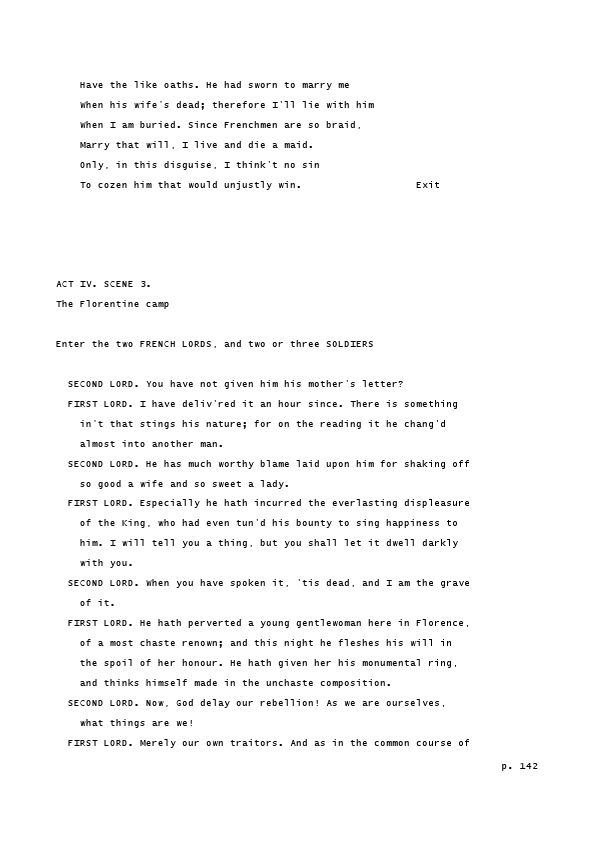 Have the like oaths. He had sworn to marry me
When his wife's dead; therefore I'll lie with him
When I am buried. Since Frenchmen are so braid,
Marry that will, I live and die a maid.
Only, in this disguise, I think't no sin
To cozen him that would unjustly win. Exit
ACT IV. SCENE 3.
The Florentine camp
Enter the two FRENCH LORDS, and two or three SOLDIERS
SECOND LORD. You have not given him his mother's letter?
FIRST LORD. I have deliv'red it an hour since. There is something
in't that stings his nature; for on the reading it he chang'd
almost into another man.
SECOND LORD. He has much worthy blame laid upon him for shaking off
so good a wife and so sweet a lady.
FIRST LORD. Especially he hath incurred the everlasting displeasure
of the King, who had even tun'd his bounty to sing happiness to
him. I will tell you a thing, but you shall let it dwell darkly
with you.
SECOND LORD. When you have spoken it, 'tis dead, and I am the grave
of it.
FIRST LORD. He hath perverted a young gentlewoman here in Florence,
of a most chaste renown; and this night he fleshes his will in
the spoil of her honour. He hath given her his monumental ring,
and thinks himself made in the unchaste composition.
SECOND LORD. Now, God delay our rebellion! As we are ourselves,
what things are we!
FIRST LORD. Merely our own traitors. And as in the common course of
p. 142